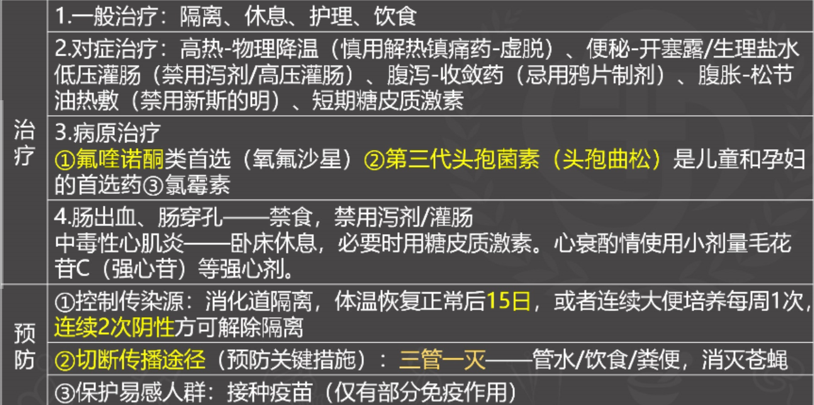 1.一般治疗：隔离、休息、护理、饮食
2.对症治疗：高热-物理降温（慎用解热镇痛药-虚脱）、便秘-开塞露/生理盐水
低压灌肠（禁用泻剂/高压灌肠）、腹泻-收敛药（忌用鸦片制剂）、腹胀-松节
油热敷（禁用新斯的明）、短期糖皮质激素
治疗
3.病原治疗
①氟喹诺酮类首选（氧氟沙星）②第三代头孢菌素（头孢曲松）是儿童和孕妇
的首选药③氯霉素
4.肠出血、肠穿孔——禁食，禁用泻剂/灌肠
中毒性心肌炎——卧床休息，必要时用糖皮质激素。心衰酌情使用小剂量毛花
苷C（强心苷）等强心剂。
预防
①控制传染源：消化道隔离，体温恢复正常后15日，或者连续大便培养每周1次，
连续2次阴性方可解除隔离
②切断传播途径（预防关键措施）：三管一灭——管水/饮食/粪便，消灭苍蝇
③保护易感人群：接种疫苗（仅有部分免疫作用）